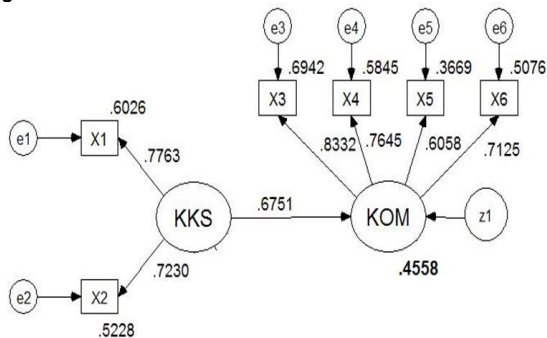 e3
e4
e5
e6
.6942
.5845
.3669
.5076
X3
X4
X5
X6
.6026
e1
X1
.8332
.7645
.6058
.7125
.7763
KKS
.6751
KOM
z1
.7230
.4558
e2
X2
.5228